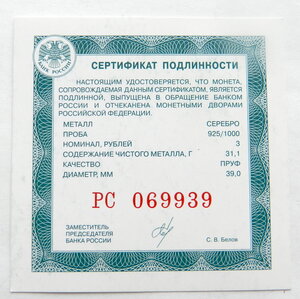 БАНК РОССИИ
СЕРТИФИКАТ ПОДЛИННОСТИ
НАСТОЯЩИМ УДОСТОВЕРЯЕТСЯ, ЧТО МОНЕТА,
СОПРОВОЖДАЕМАЯ ДАННЫМ СЕРТИФИКАТОМ, ЯВЛЯЕТСЯ
ПОДЛИННОЙ, ВЫПУЩЕНА В ОБРАЩЕНИЕ БАНКОМ
РОССИИ И ОТЧЕКАНЕНА МОНЕТНЫМИ ДВОРАМИ
РОССИЙСКОЙ ФЕДЕРАЦИИ.
МЕТАЛЛ СЕРЕБРО
ПРОБА 925/1000
НОМИНАЛ, РУБЛЕЙ 3
СОДЕРЖАНИЕ ЧИСТОГО МЕТАЛЛА, Г 31,1
КАЧЕСТВО ПРУФ
ДИАМЕТР, ММ 39,0
РС 069939
ЗАМЕСТИТЕЛЬ
ПРЕДСЕДАТЕЛЯ
БАНКА РОССИИ
С. В. Белов